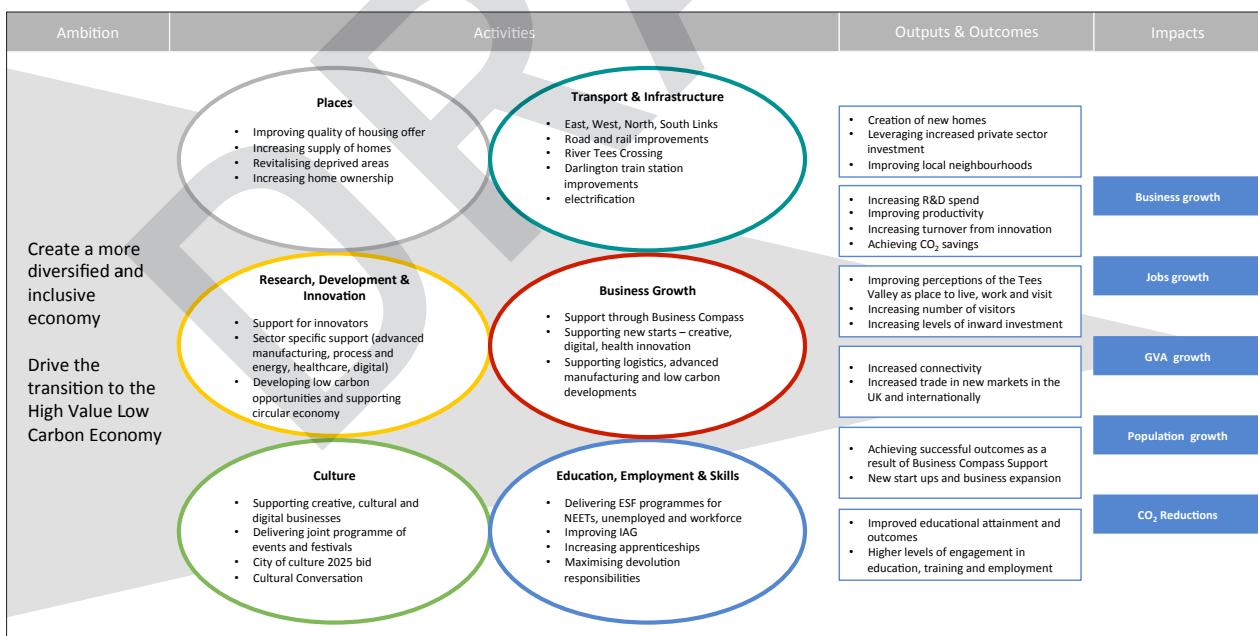 Ambition
Activities
Outputs & Outcomes
Impacts
Create a more
diversified and
inclusive
economy
Drive the
transition to the
High Value Low
Carbon Economy
Places
• Improving quality of housing offer
• Increasing supply of homes
• Revitalising deprived areas
• Increasing home ownership
Transport & Infrastructure
• East, West, North, South Links
• Road and rail improvements
• River Tees Crossing
• Darlington train station
improvements
• electrification
Research, Development &
Innovation
• Support for innovators
• Sector specific support (advanced
manufacturing, process and
energy, healthcare, digital)
• Developing low carbon
opportunities and supporting
circular economy
Business Growth
• Support through Business Compass
• Supporting new starts – creative,
digital, health innovation
• Supporting logistics, advanced
manufacturing and low carbon
developments
Culture
• Supporting creative, cultural and
digital businesses
• Delivering joint programme of
events and festivals
• City of culture 2025 bid
• Cultural Conversation
Education, Employment & Skills
• Delivering ESF programmes for
NEETs, unemployed and workforce
• Improving IAG
• Increasing apprenticeships
• Maximising devolution
responsibilities
• Creation of new homes
• Leveraging increased private sector
investment
• Improving local neighbourhoods
• Increasing R&D spend
• Improving productivity
• Increasing turnover from innovation
• Achieving CO₂ savings
• Improving perceptions of the Tees
Valley as place to live, work and visit
• Increasing number of visitors
• Increasing levels of inward investment
• Increased connectivity
• Increased trade in new markets in the
UK and internationally
• Achieving successful outcomes as a
result of Business Compass Support
• New start ups and business expansion
• Improved educational attainment and
outcomes
• Higher levels of engagement in
education, training and employment
Business growth
Jobs growth
GVA growth
Population growth
CO₂ Reductions